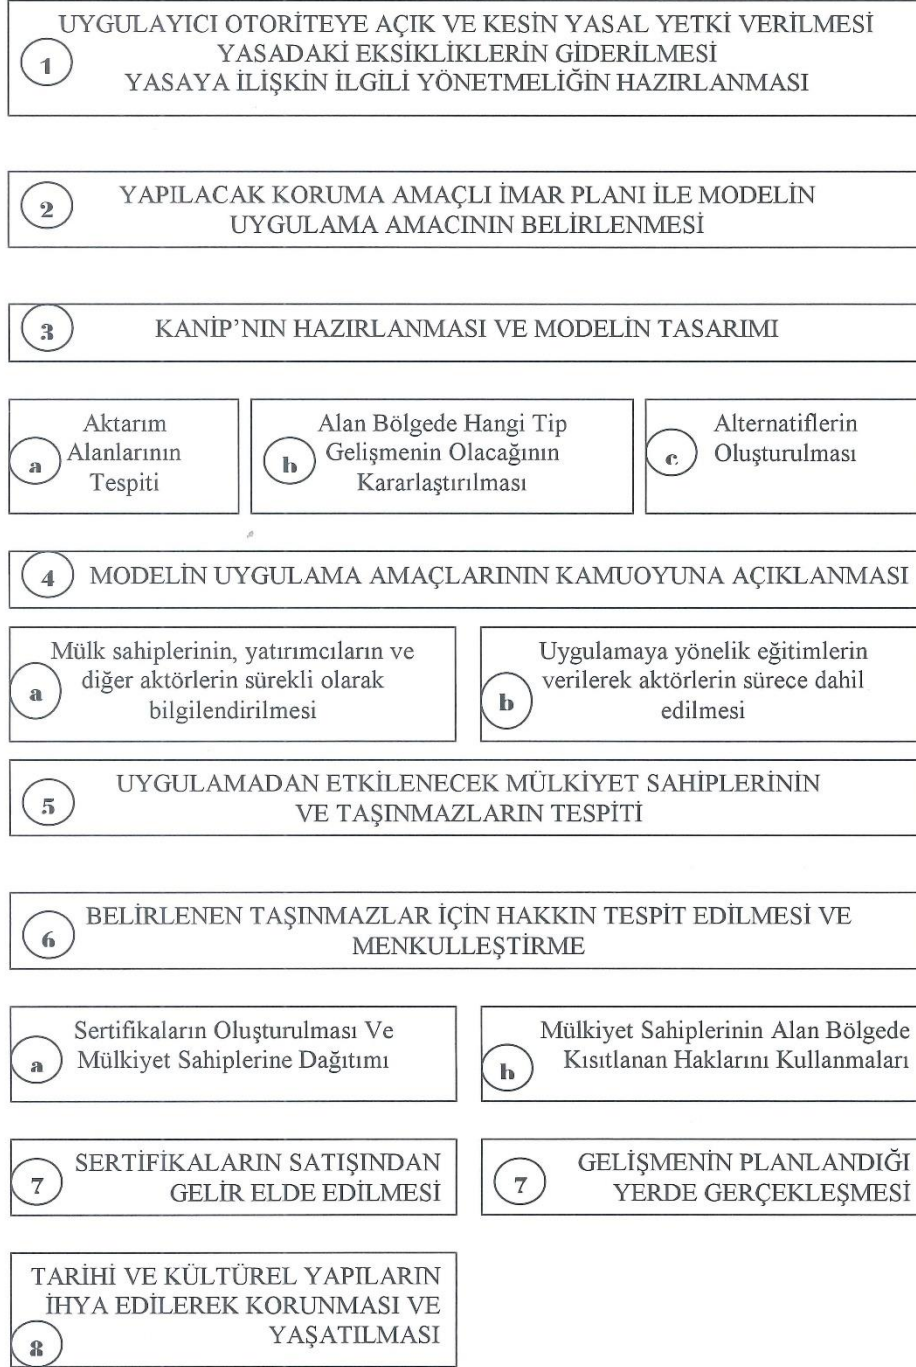 UYGULAYICI OTORİTEYE AÇIK VE KESİN YASAL YETKİ VERİLMESİ
YASADAKİ EKSİKLİKLERİN GİDERİLMESİ
1
YASAYA İLİŞKİN İLGİLİ YÖNETMELİĞİN HAZIRLANMASI
2
YAPILACAK KORUMA AMAÇLI İMAR PLANI İLE MODELİN
UYGULAMA AMACININ BELİRLENMESİ
3
KANİP’NIN HAZIRLANMASI VE MODELİN TASARIMI
a
Aktarım
Alanlarının
Tespiti
b
Alan Bölgede Hangi Tip
Gelişmenin Olacağının
Kararlaştırılması
c
Alternatiflerin
Oluşturulması
4
MODELİN UYGULAMA AMAÇLARININ KAMUOYUNA AÇIKLANMASI
a
Mülk sahiplerinin, yatırımcıların ve
diğer aktörlerin sürekli olarak
bilgilendirilmesi
b
Uygulamaya yönelik eğitimlerin
verilerek aktörlerin sürece dahil
edilmesi
5
UYGULAMADAN ETKİLENECEK MÜLKİYET SAHİPLERİNİN
VE TAŞINMAZLARIN TESPİTİ
6
BELİRLENEN TAŞINMAZLAR İÇİN HAKKIN TESPİT EDİLMESİ VE
MENKULLEŞTİRME
a
Sertifikaların Oluşturulması Ve
Mülkiyet Sahiplerine Dağıtımı
b
Mülkiyet Sahiplerinin Alan Bölgede
Kısıtlanan Haklarını Kullanmaları
7
SERTİFİKALARIN SATIŞINDAN
GELİR ELDE EDİLMESİ
7
GELİŞMENİN PLANLANDIĞI
YERDE GERÇEKLEŞMESİ
8
TARİHİ VE KÜLTÜREL YAPILARIN
İHYA EDİLEREK KORUNMASI VE
YAŞATILMASI